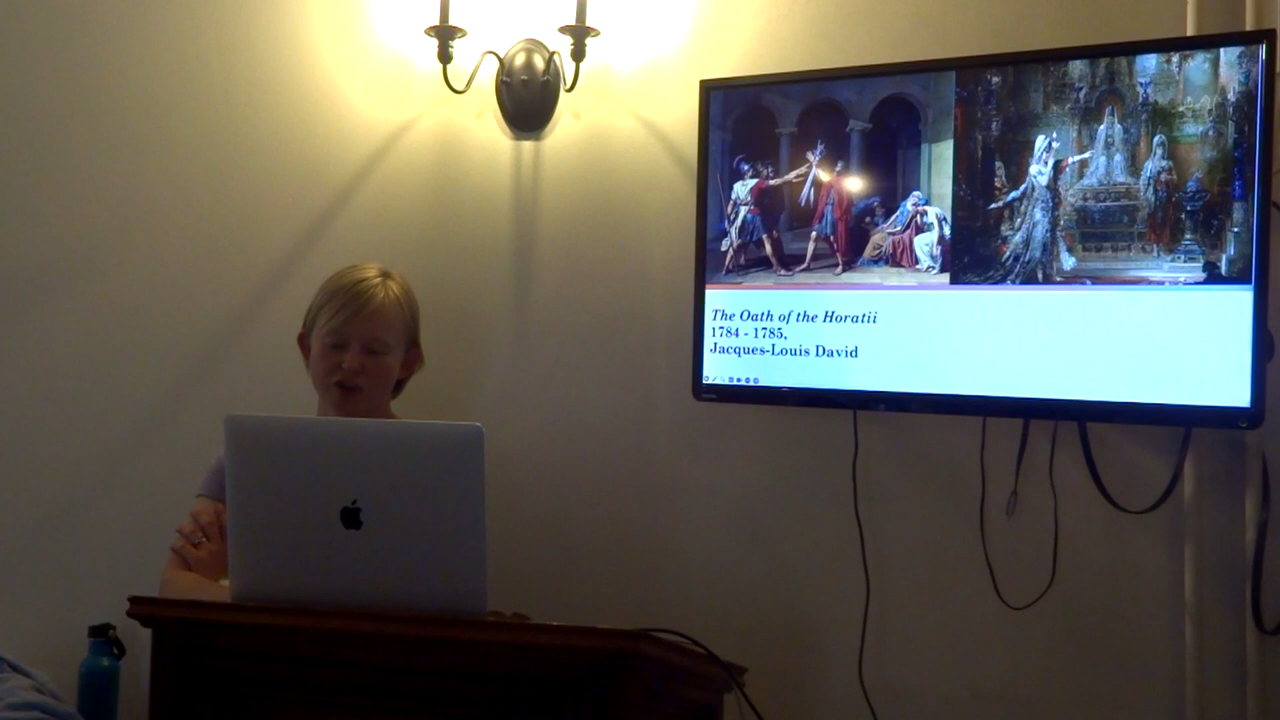 The Oath of the Horatii
1784 - 1785,
Jacques-Louis David